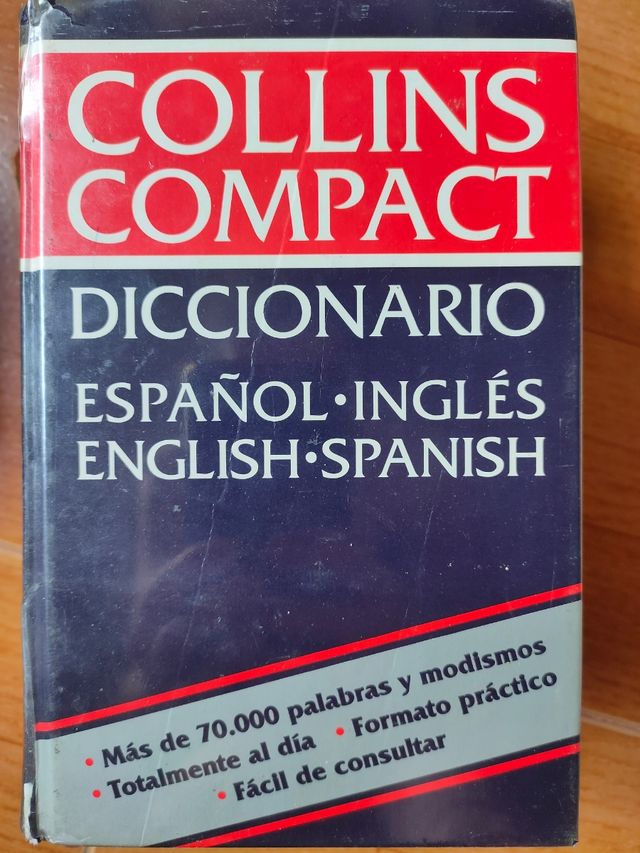 COLLINS
COMPACT
DICCIONARIO
ESPAÑOL·INGLÉS
ENGLISH·SPANISH
• Más de 70.000 palabras y modismos
• Totalmente al día • Formato práctico
• Fácil de consultar